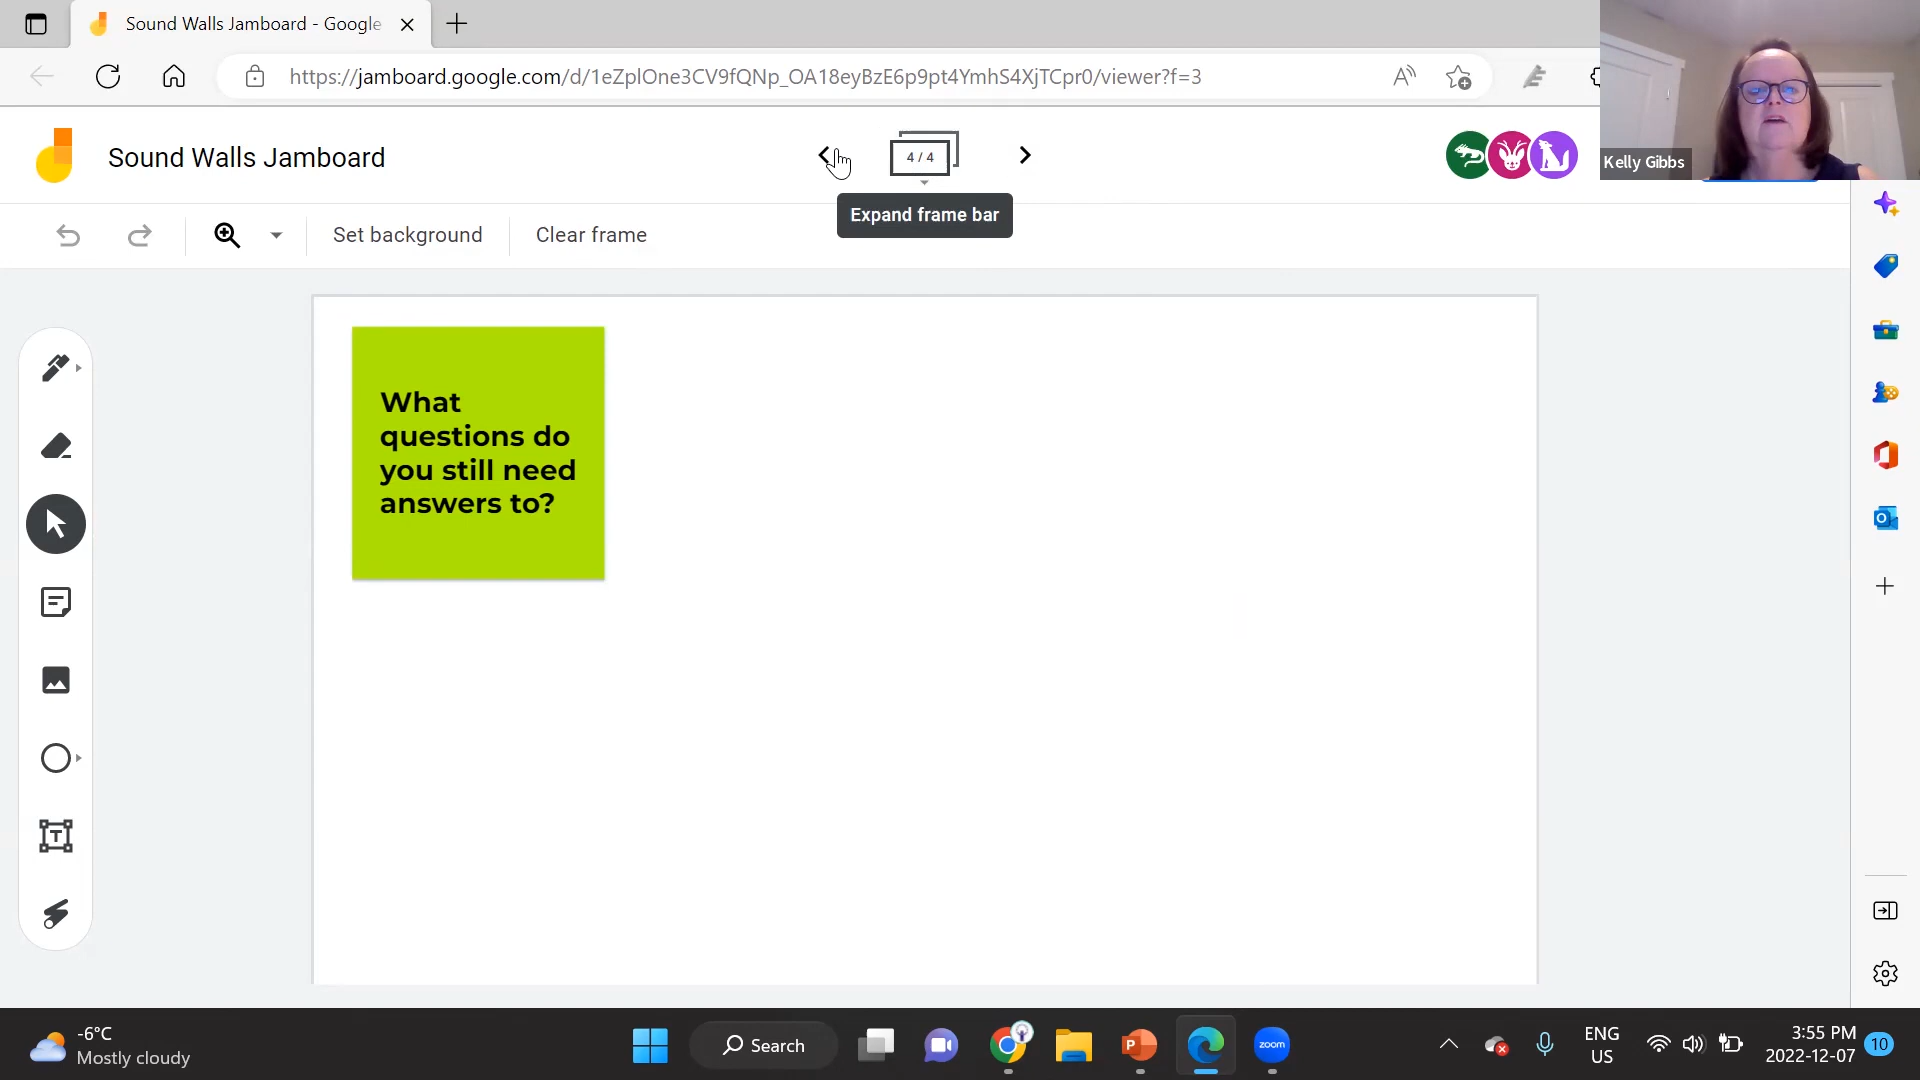 Sound Walls Jamboard - Google
https://jamboard.google.com/d/1eZplOne3CV9fQNp_OA18eyBzE6p9pt4YmhS4XjTCpr0/viewer?f=3
Sound Walls Jamboard
4 / 4
Kelly Gibbs
Expand frame bar
Set background
Clear frame
What
questions do
you still need
answers to?
-6°C
Mostly cloudy
Search
zoom
ENG
US
3:55 PM
2022-12-07
10